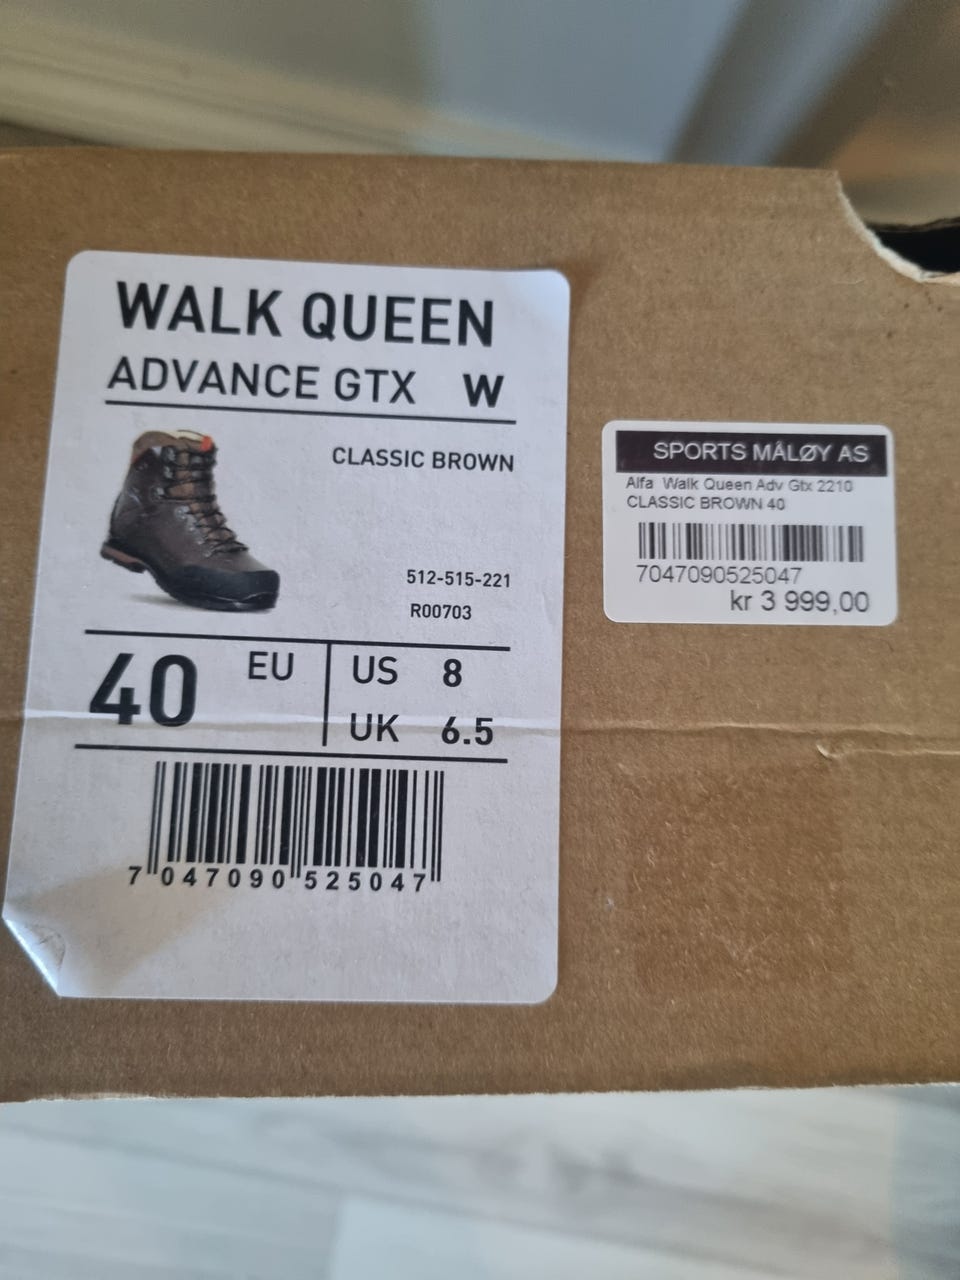 WALK QUEEN
ADVANCE GTX W
CLASSIC BROWN
512-515-221
R00703
40 EU
US 8
UK 6.5
7 047090 525047
SPORTS MÅLØY AS
Alfa Walk Queen Adv Gtx 2210
CLASSIC BROWN 40
7047090525047
kr 3 999,00